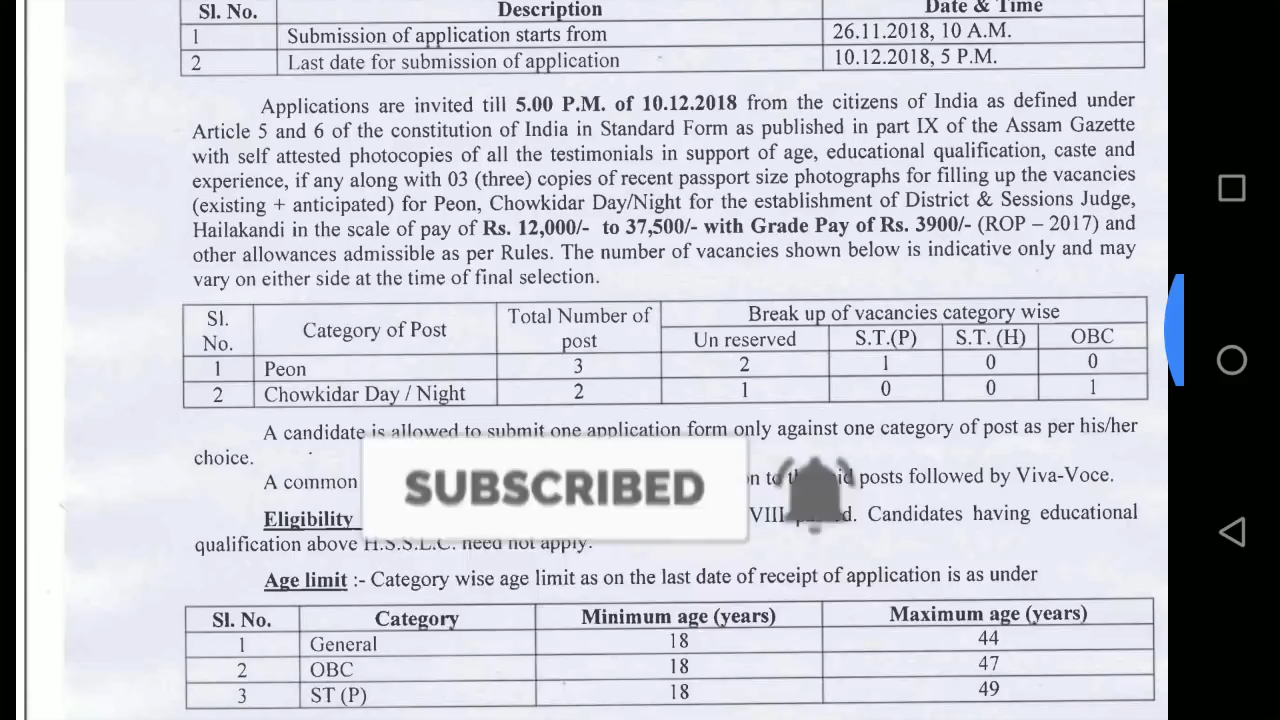 Sl. No. Description Date & Time
1 Submission of application starts from 26.11.2018, 10 A.M.
2 Last date for submission of application 10.12.2018, 5 P.M.
Applications are invited till 5.00 P.M. of 10.12.2018 from the citizens of India as defined under
Article 5 and 6 of the constitution of India in Standard Form as published in part IX of the Assam Gazette
with self attested photocopies of all the testimonials in support of age, educational qualification, caste and
experience, if any along with 03 (three) copies of recent passport size photographs for filling up the vacancies
(existing + anticipated) for Peon, Chowkidar Day/Night for the establishment of District & Sessions Judge,
Hailakandi in the scale of pay of Rs. 12,000/- to 37,500/- with Grade Pay of Rs. 3900/- (ROP – 2017) and
other allowances admissible as per Rules. The number of vacancies shown below is indicative only and may
vary on either side at the time of final selection.
Sl. No. Category of Post Total Number of post Break up of vacancies category wise
Un reserved S.T.(P) S.T. (H) OBC
1 Peon 3 2 1 0 0
2 Chowkidar Day / Night 2 1 0 0 1
A candidate is allowed to submit one application form only against one category of post as per his/her
choice.
A common posts followed by Viva-Voce.
SUBSCRIBED
Eligibility VIII Candidates having educational
qualification above H.S.S.L.C. need not apply.
Age limit :- Category wise age limit as on the last date of receipt of application is as under
Sl. No. Category Minimum age (years) Maximum age (years)
1 General 18 44
2 OBC 18 47
3 ST (P) 18 49